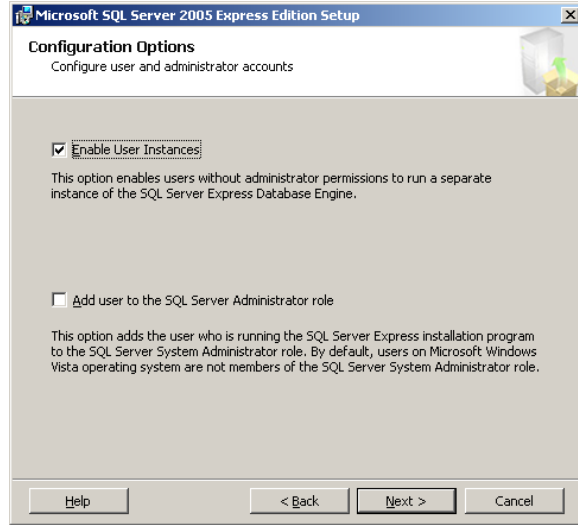 Microsoft SQL Server 2005 Express Edition Setup
Configuration Options
Configure user and administrator accounts
Enable User Instances
This option enables users without administrator permissions to run a separate
instance of the SQL Server Express Database Engine.
Add user to the SQL Server Administrator role
This option adds the user who is running the SQL Server Express installation program
to the SQL Server System Administrator role. By default, users on Microsoft Windows
Vista operating system are not members of the SQL Server System Administrator role.
Help
< Back
Next >
Cancel